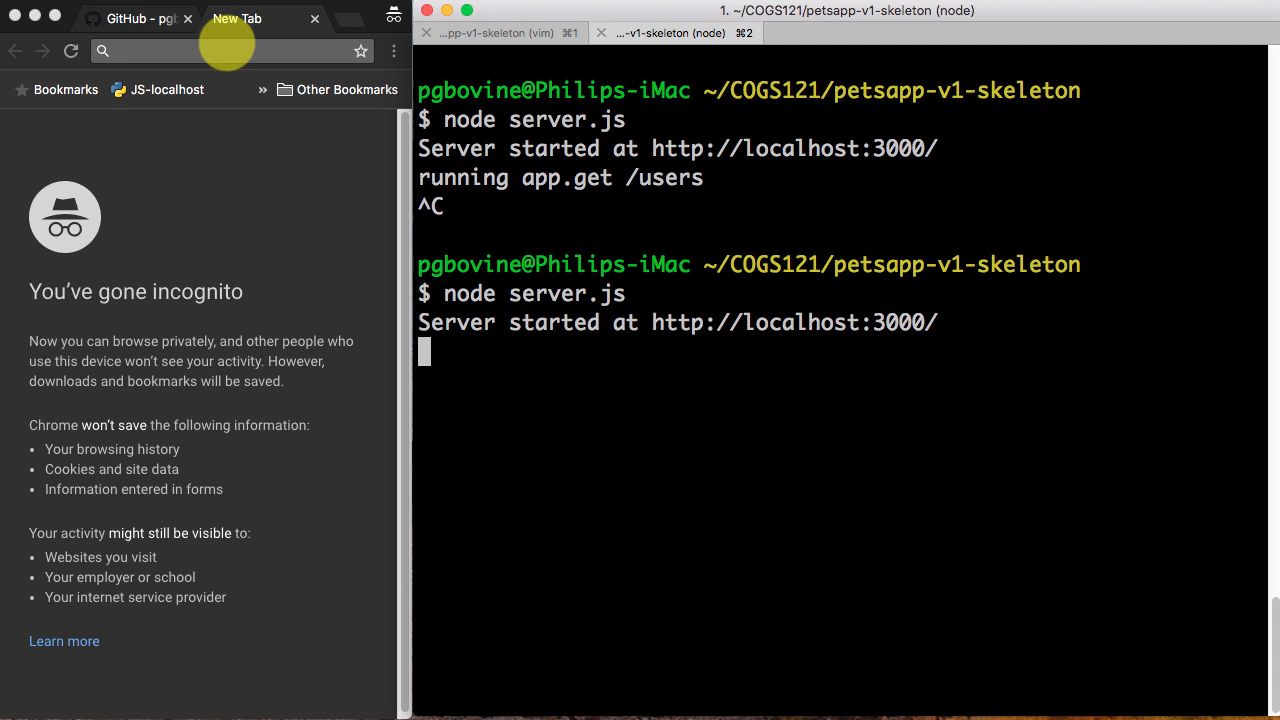 GitHub - pgb
New Tab
Bookmarks
JS-localhost
»
Other Bookmarks
You've gone incognito
Now you can browse privately, and other people who
use this device won't see your activity. However,
downloads and bookmarks will be saved.
Chrome won't save the following information:
• Your browsing history
• Cookies and site data
• Information entered in forms
Your activity might still be visible to:
• Websites you visit
• Your employer or school
• Your internet service provider
Learn more
1. ~/COGS121/petsapp-v1-skeleton (node)
...pp-v1-skeleton (vim) ⌘1
...-v1-skeleton (node) ⌘2
pgbovine@Philips-iMac ~/COGS121/petsapp-v1-skeleton
$ node server.js
Server started at http://localhost:3000/
running app.get /users
^C
pgbovine@Philips-iMac ~/COGS121/petsapp-v1-skeleton
$ node server.js
Server started at http://localhost:3000/